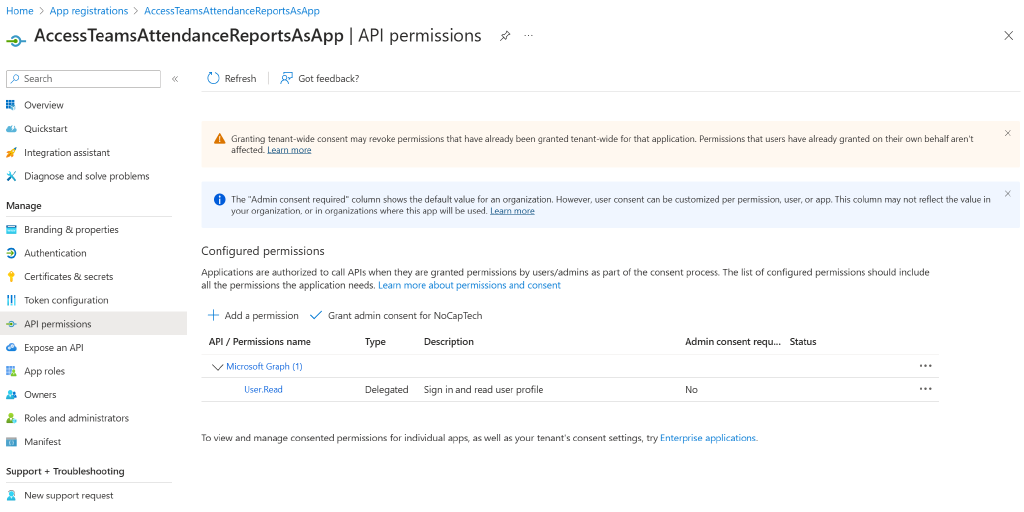 Home > App registrations > AccessTeamsAttendanceReportsAsApp
AccessTeamsAttendanceReportsAsApp | API permissions
Search
Refresh
Got feedback?
Overview
Quickstart
Integration assistant
Diagnose and solve problems
Manage
Branding & properties
Authentication
Certificates & secrets
Token configuration
API permissions
Expose an API
App roles
Owners
Roles and administrators
Manifest
Support + Troubleshooting
New support request
Granting tenant-wide consent may revoke permissions that have already been granted tenant-wide for that application. Permissions that users have already granted on their own behalf aren't
affected. Learn more
The "Admin consent required" column shows the default value for an organization. However, user consent can be customized per permission, user, or app. This column may not reflect the value in
your organization, or in organizations where this app will be used. Learn more
Configured permissions
Applications are authorized to call APIs when they are granted permissions by users/admins as part of the consent process. The list of configured permissions should include
all the permissions the application needs. Learn more about permissions and consent
Add a permission Grant admin consent for NoCapTech
API / Permissions name Type Description Admin consent requ... Status
Microsoft Graph (1)
User.Read Delegated Sign in and read user profile No
To view and manage consented permissions for individual apps, as well as your tenant's consent settings, try Enterprise applications.